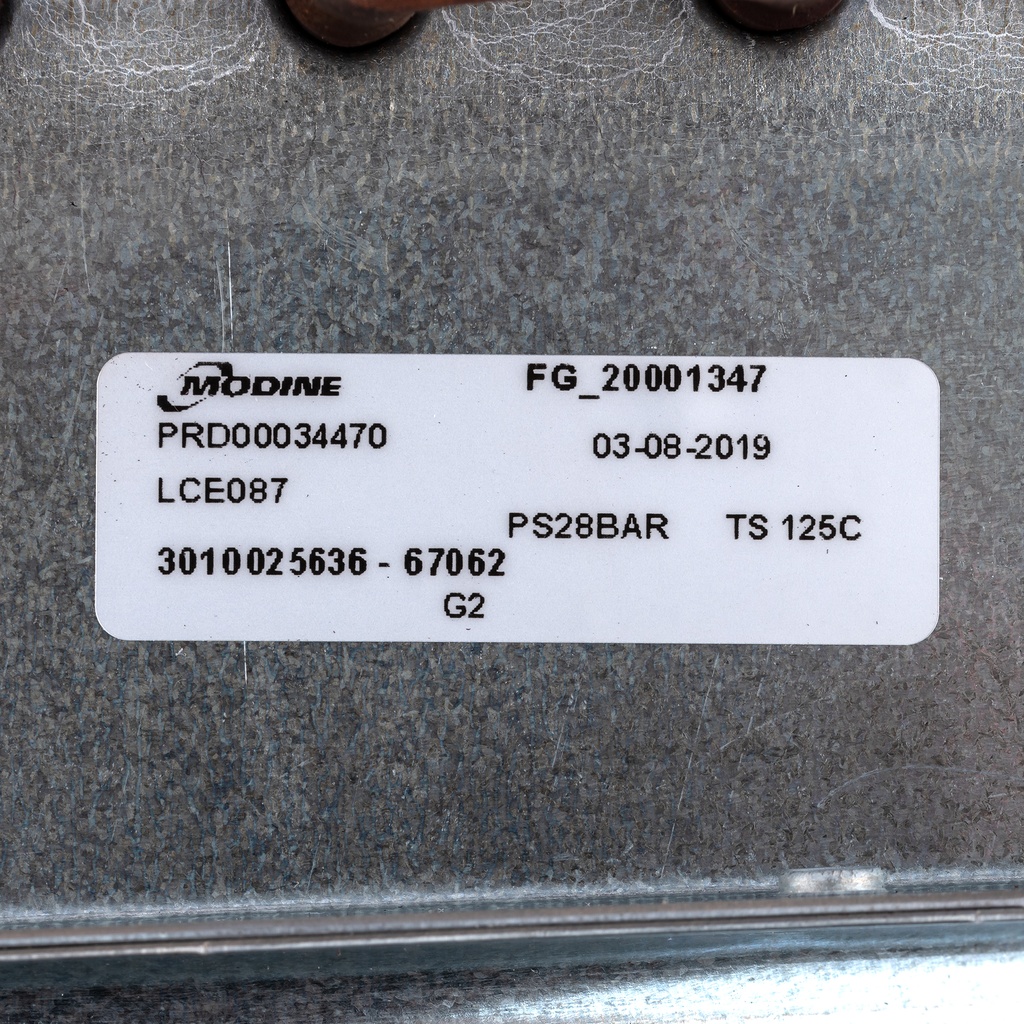 MODINE FG_20001347
PRD00034470 03-08-2019
LCE087
PS28BAR TS 125C
3010025636 - 67062
G2